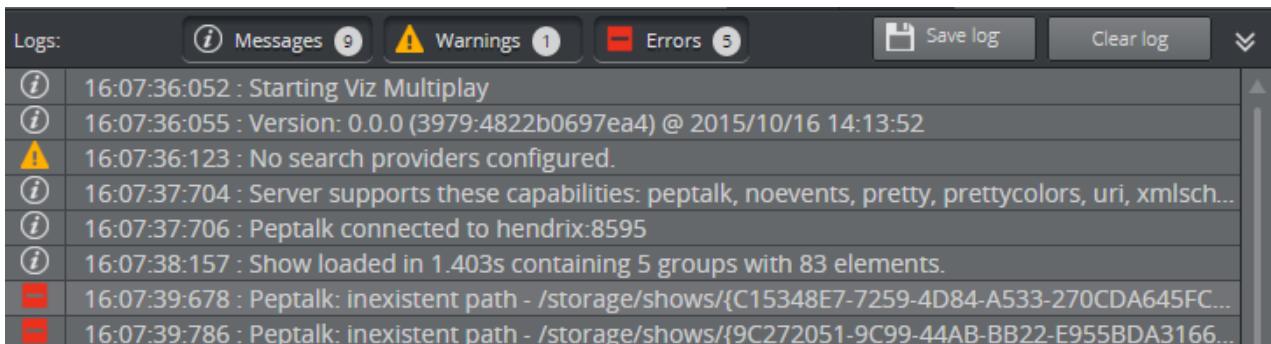 Logs: Messages 9 Warnings 1 Errors 5 Save log Clear log
16:07:36:052 : Starting Viz Multiplay
16:07:36:055 : Version: 0.0.0 (3979:4822b0697ea4) @ 2015/10/16 14:13:52
16:07:36:123 : No search providers configured.
16:07:37:704 : Server supports these capabilities: peptalk, noevents, pretty, prettycolors, uri, xmlsch...
16:07:37:706 : Peptalk connected to hendrix:8595
16:07:38:157 : Show loaded in 1.403s containing 5 groups with 83 elements.
16:07:39:678 : Peptalk: inexistent path - /storage/shows/{C15348E7-7259-4D84-A533-270CDA645FC...
16:07:39:786 : Peptalk: inexistent path - /storage/shows/{9C272051-9C99-44AB-BB22-E955BDA3166...